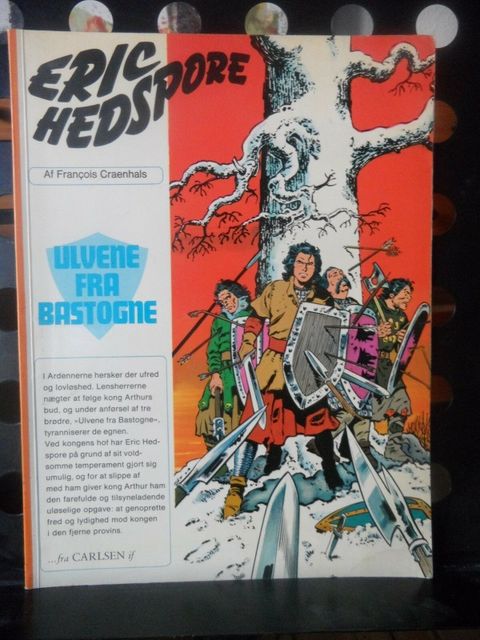 ERIC
HEDSPORE
Af François Craenhals
ULVENE
FRA
BASTOGNE
I Ardennerne hersker der ufred
og lovløshed. Lensherrerne
nægter at følge kong Arthurs
bud, og under anførsel af tre
brødre, »Ulvene fra Bastogne»,
tyranniserer de egnen.
Ved kongens hof har Eric Hed-
spore på grund af sit vold-
somme temperament gjort sig
umulig, og for at slippe af
med ham giver kong Arthur ham
den farefulde og tilsyneladende
uløselige opgave: at genoprette
fred og lydighed mod kongen
i den fjerne provins.
...fra CARLSEN if